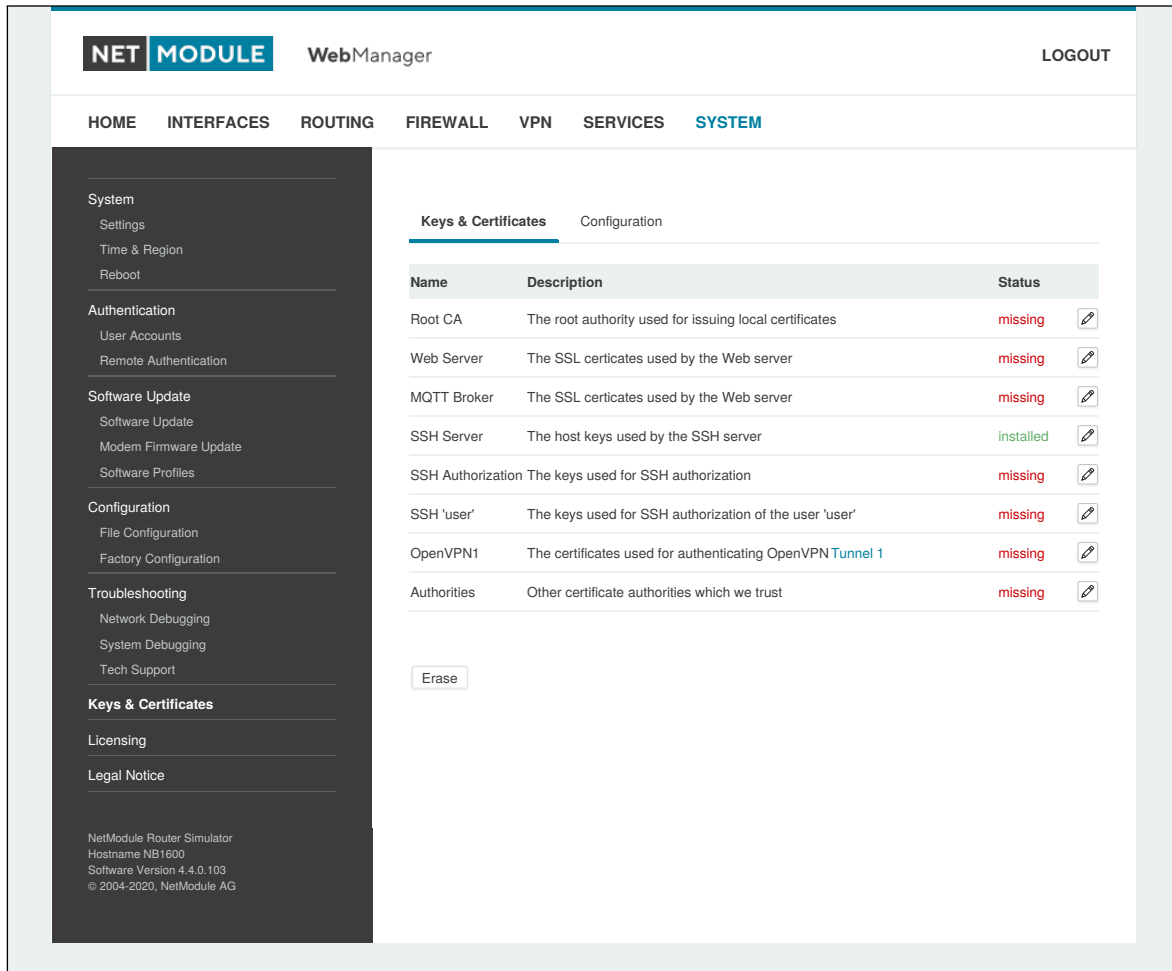 NET MODULE WebManager LOGOUT
HOME INTERFACES ROUTING FIREWALL VPN SERVICES SYSTEM
System
Settings
Time & Region
Reboot
Authentication
User Accounts
Remote Authentication
Software Update
Software Update
Modem Firmware Update
Software Profiles
Configuration
File Configuration
Factory Configuration
Troubleshooting
Network Debugging
System Debugging
Tech Support
Keys & Certificates
Licensing
Legal Notice
NetModule Router Simulator
Hostname NB1600
Software Version 4.4.0.103
© 2004-2020, NetModule AG
Keys & Certificates Configuration
Name Description Status
Root CA The root authority used for issuing local certificates missing
Web Server The SSL certicates used by the Web server missing
MQTT Broker The SSL certicates used by the Web server missing
SSH Server The host keys used by the SSH server installed
SSH Authorization The keys used for SSH authorization missing
SSH 'user' The keys used for SSH authorization of the user 'user' missing
OpenVPN1 The certificates used for authenticating OpenVPN Tunnel 1 missing
Authorities Other certificate authorities which we trust missing
Erase